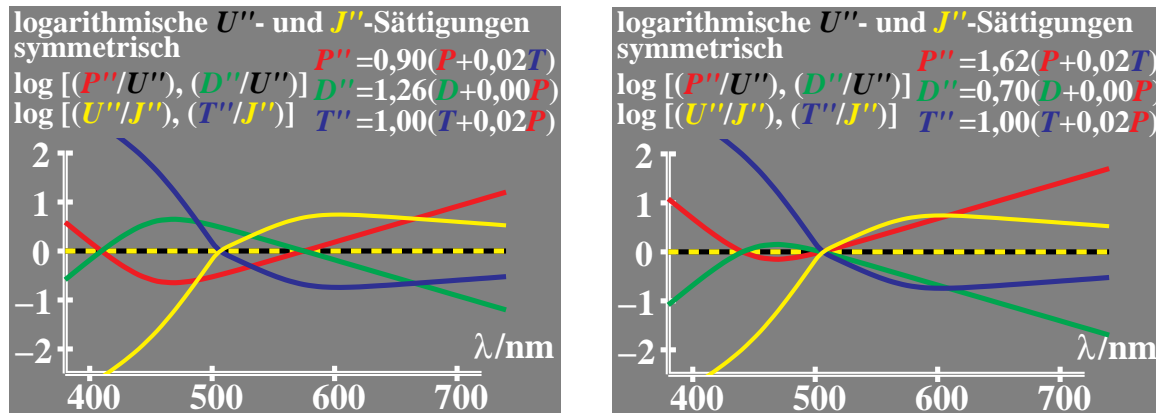 logarithmische U''- und J''-Sättigungen
symmetrisch
P''=0,90(P+0,02T)
log [(P''/U''), (D''/U'')]
D''=1,26(D+0,00P)
log [(U''/J''), (T''/J'')]
T''=1,00(T+0,02P)
2
1
0
−1
−2
λ/nm
400 500 600 700
logarithmische U''- und J''-Sättigungen
symmetrisch
P''=1,62(P+0,02T)
log [(P''/U''), (D''/U'')]
D''=0,70(D+0,00P)
log [(U''/J''), (T''/J'')]
T''=1,00(T+0,02P)
2
1
0
−1
−2
λ/nm
400 500 600 700